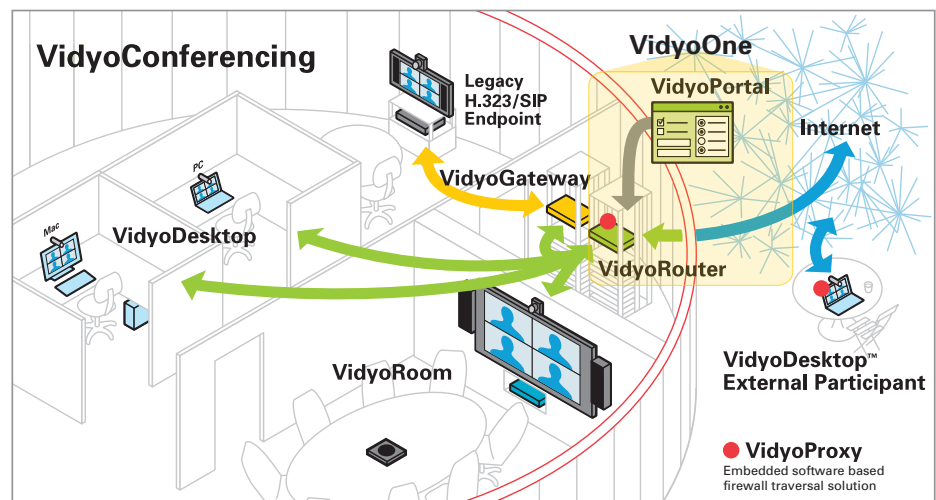 VidyoConferencing
VidyoOne
VidyoPortal
Legacy
H.323/SIP
Endpoint
Internet
PC
VidyoGateway
Mac
VidyoDesktop
VidyoRouter
VidyoRoom
VidyoDesktop™
External Participant
VidyoProxy
Embedded software based
firewall traversal solution